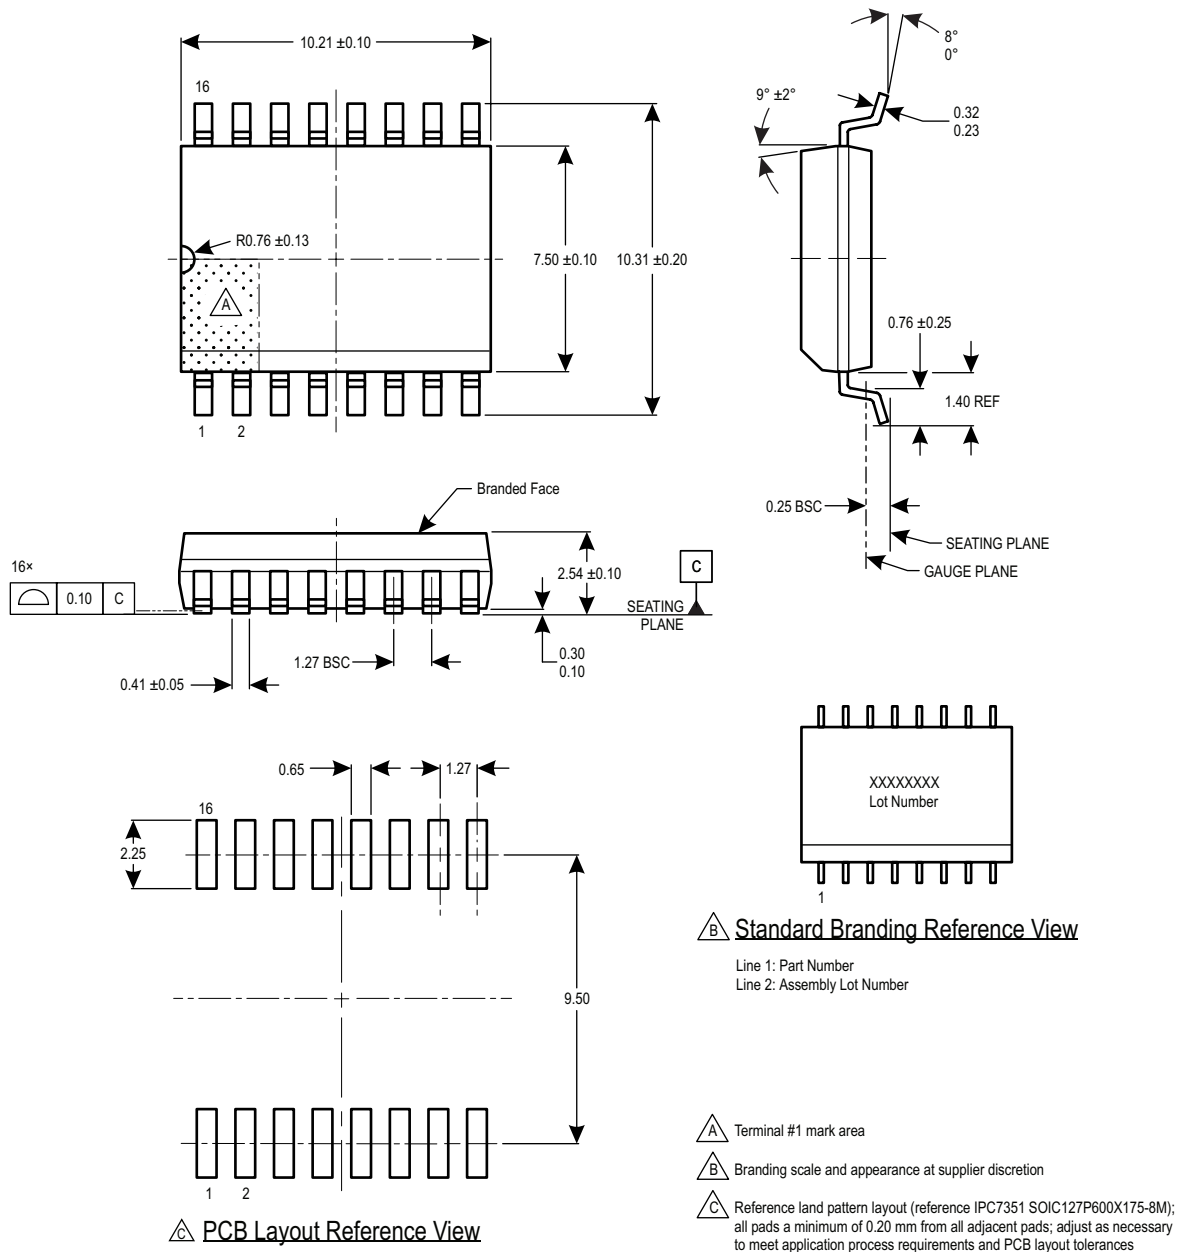 10.21 ±0.10
16
R0.76 ±0.13
A
7.50 ±0.10
10.31 ±0.20
1
2
8°
0°
9° ±2°
0.32
0.23
0.76 ±0.25
1.40 REF
0.25 BSC
SEATING PLANE
GAUGE PLANE
Branded Face
16×
0.10
C
2.54 ±0.10
C
SEATING
PLANE
1.27 BSC
0.30
0.10
0.41 ±0.05
XXXXXXXX
Lot Number
1
B Standard Branding Reference View
Line 1: Part Number
Line 2: Assembly Lot Number
0.65
1.27
16
2.25
9.50
1
2
C PCB Layout Reference View
A Terminal #1 mark area
B Branding scale and appearance at supplier discretion
C Reference land pattern layout (reference IPC7351 SOIC127P600X175-8M);
all pads a minimum of 0.20 mm from all adjacent pads; adjust as necessary
to meet application process requirements and PCB layout tolerances